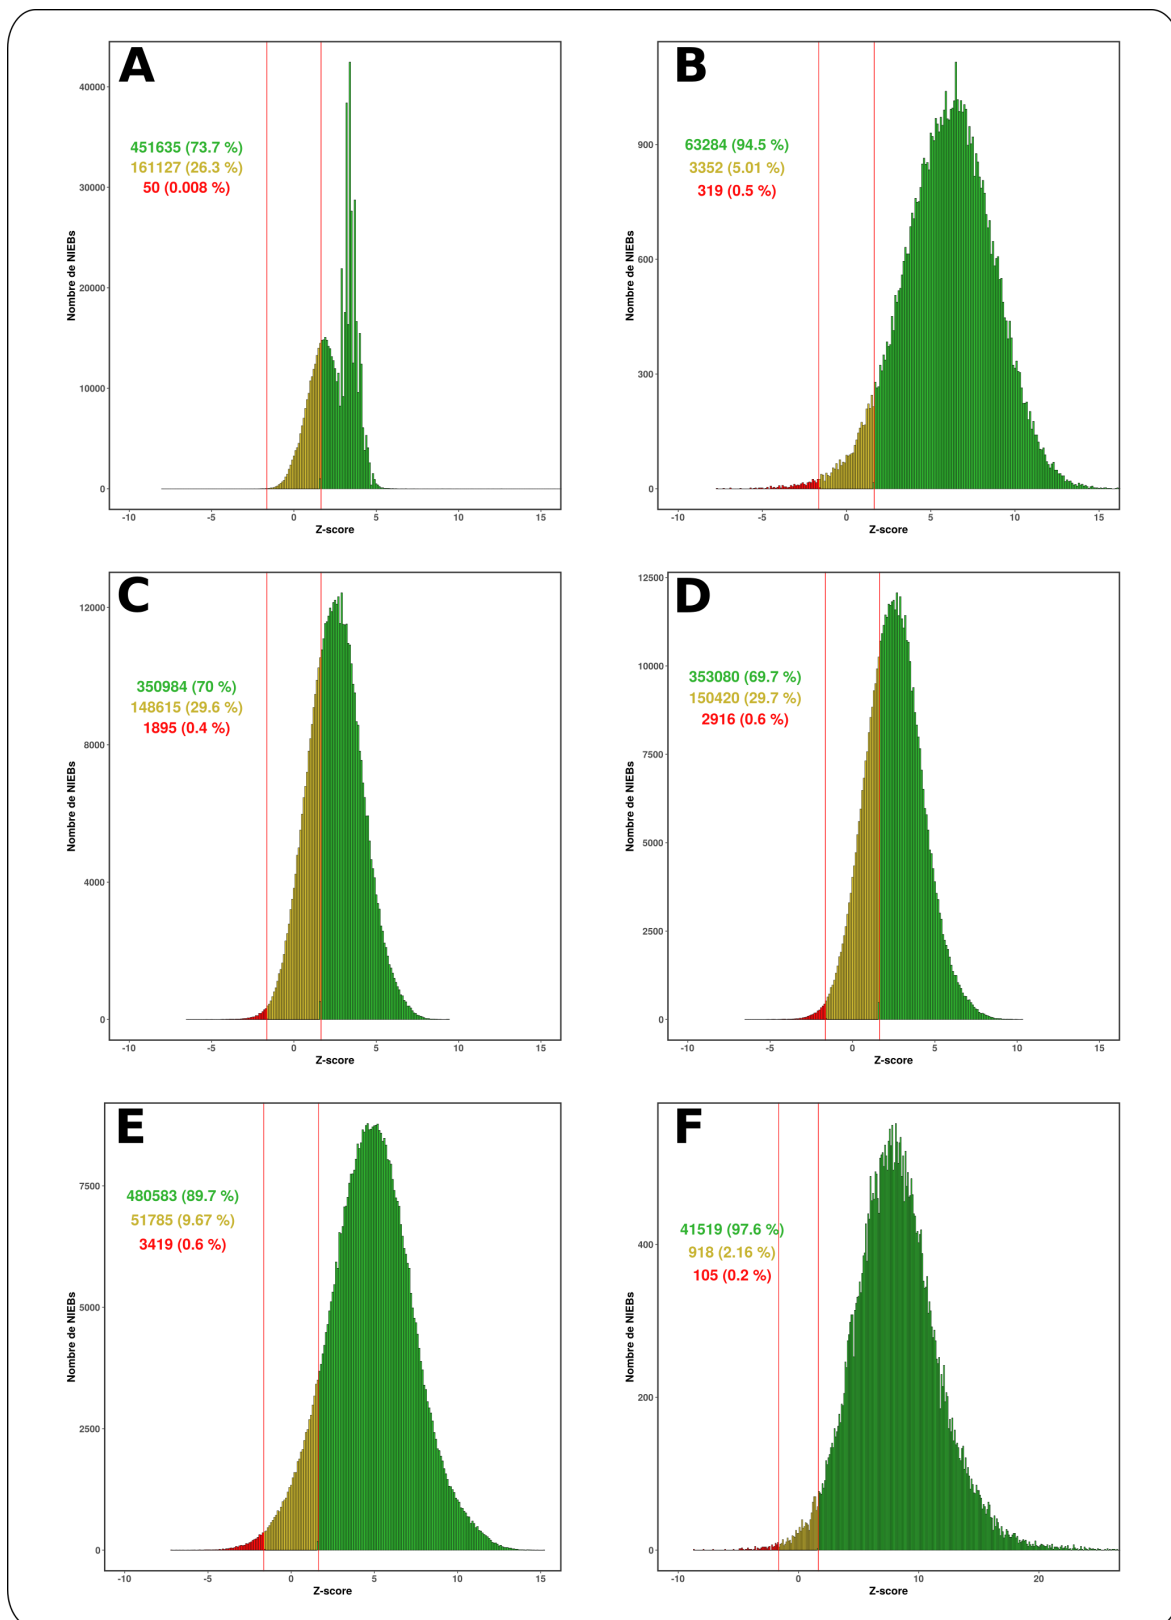 A
451635 (73.7 %)
161127 (26.3 %)
50 (0.008 %)
Nombre de NIEBs
40000
30000
20000
10000
0
-10
-5
0
5
10
15
Z-score
B
63284 (94.5 %)
3352 (5.01 %)
319 (0.5 %)
Nombre de NIEBs
900
600
300
0
-10
-5
0
5
10
15
Z-score
C
350984 (70 %)
148615 (29.6 %)
1895 (0.4 %)
Nombre de NIEBs
12000
8000
4000
0
-10
-5
0
5
10
15
Z-score
D
353080 (69.7 %)
150420 (29.7 %)
2916 (0.6 %)
Nombre de NIEBs
12500
10000
7500
5000
2500
0
-10
-5
0
5
10
15
Z-score
E
480583 (89.7 %)
51785 (9.67 %)
3419 (0.6 %)
Nombre de NIEBs
7500
5000
2500
0
-10
-5
0
5
10
15
Z-score
F
41519 (97.6 %)
918 (2.16 %)
105 (0.2 %)
Nombre de NIEBs
400
200
0
-10
0
10
20
Z-score